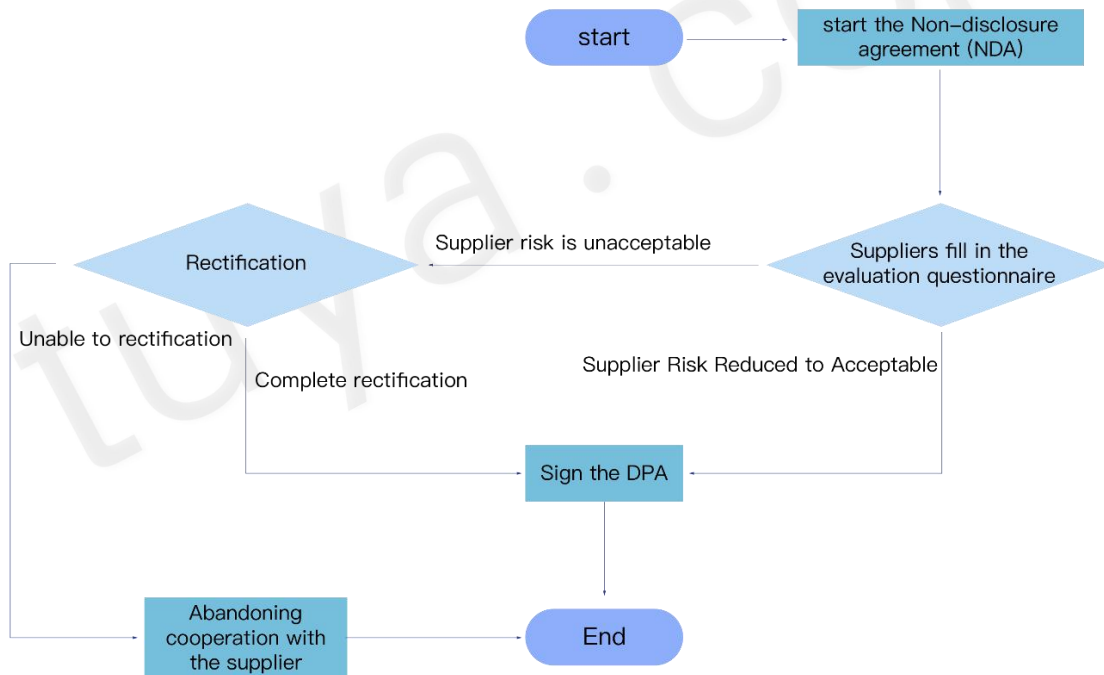 start
start the Non-disclosure
agreement (NDA)
Supplier risk is unacceptable
Rectification
Suppliers fill in the
evaluation questionnaire
Unable to rectification
Complete rectification
Supplier Risk Reduced to Acceptable
Sign the DPA
Abandoning
cooperation with
the supplier
End
tuya.co